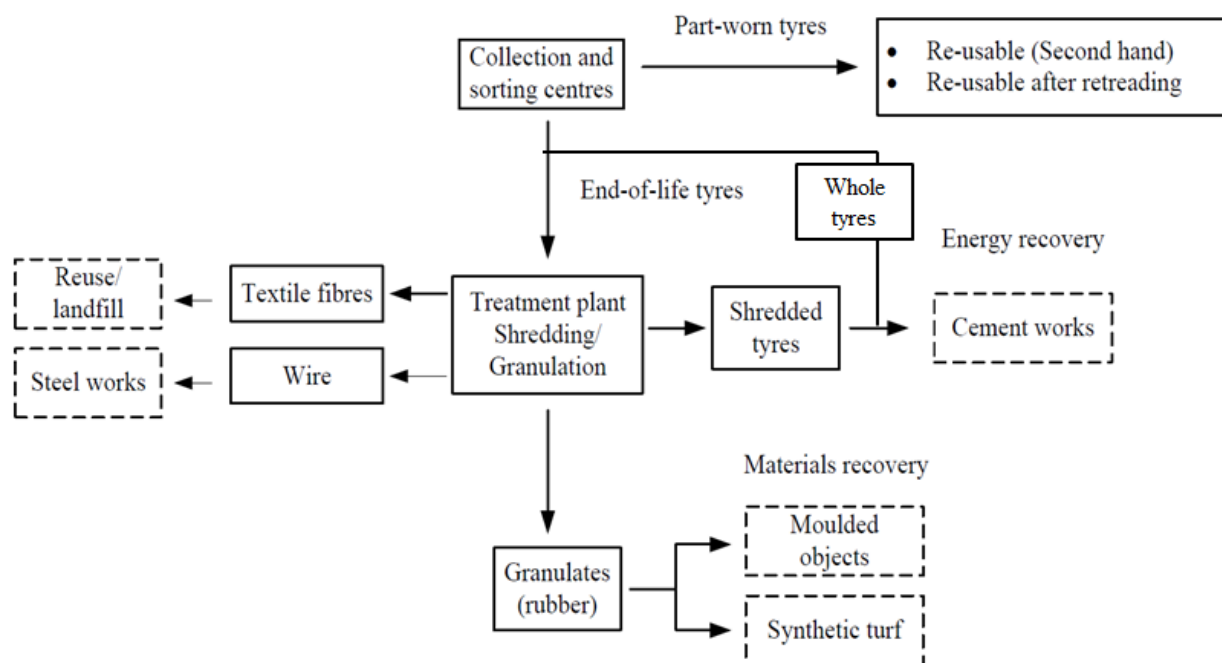 Part-worn tyres
Collection and
sorting centres
• Re-usable (Second hand)
• Re-usable after retreading
End-of-life tyres
Whole
tyres
Energy recovery
Reuse/
landfill
Textile fibres
Treatment plant
Shredding/
Granulation
Shredded
tyres
Cement works
Steel works
Wire
Materials recovery
Granulates
(rubber)
Moulded
objects
Synthetic turf